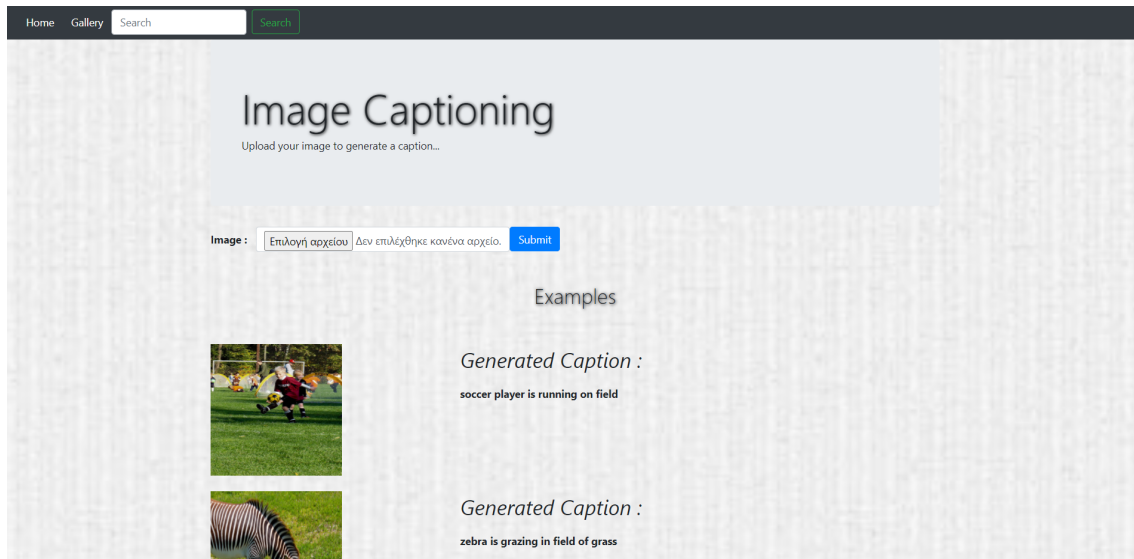 Home Gallery Search Search
Image Captioning
Upload your image to generate a caption...
Image : Επιλογή αρχείου Δεν επιλέχθηκε κανένα αρχείο. Submit
Examples
Generated Caption :
soccer player is running on field
Generated Caption :
zebra is grazing in field of grass